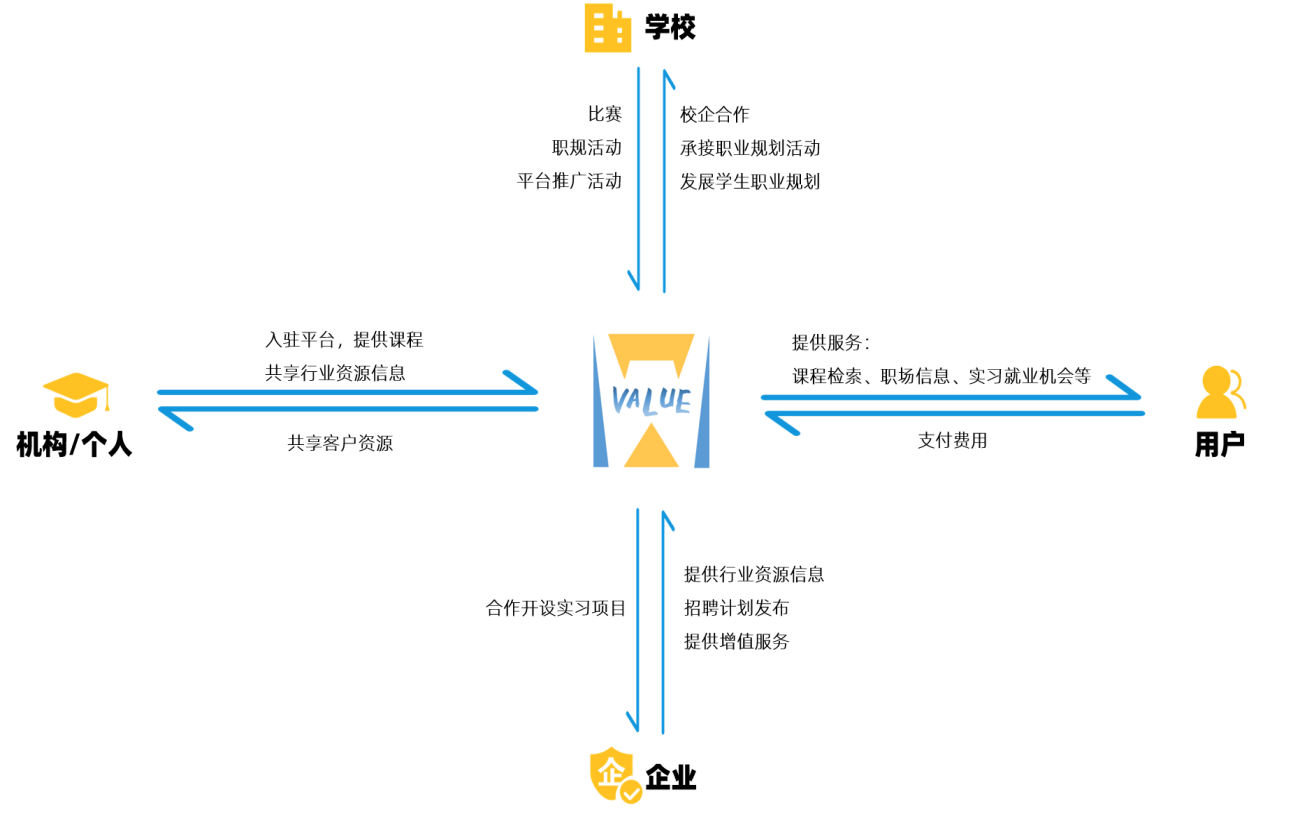 学校
比赛
职规活动
平台推广活动
校企合作
承接职业规划活动
发展学生职业规划
入驻平台，提供课程
共享行业资源信息
共享客户资源
机构/个人
VALUE
提供服务：
课程检索、职场信息、实习就业机会等
支付费用
用户
合作开设实习项目
提供行业资源信息
招聘计划发布
提供增值服务
企
企业